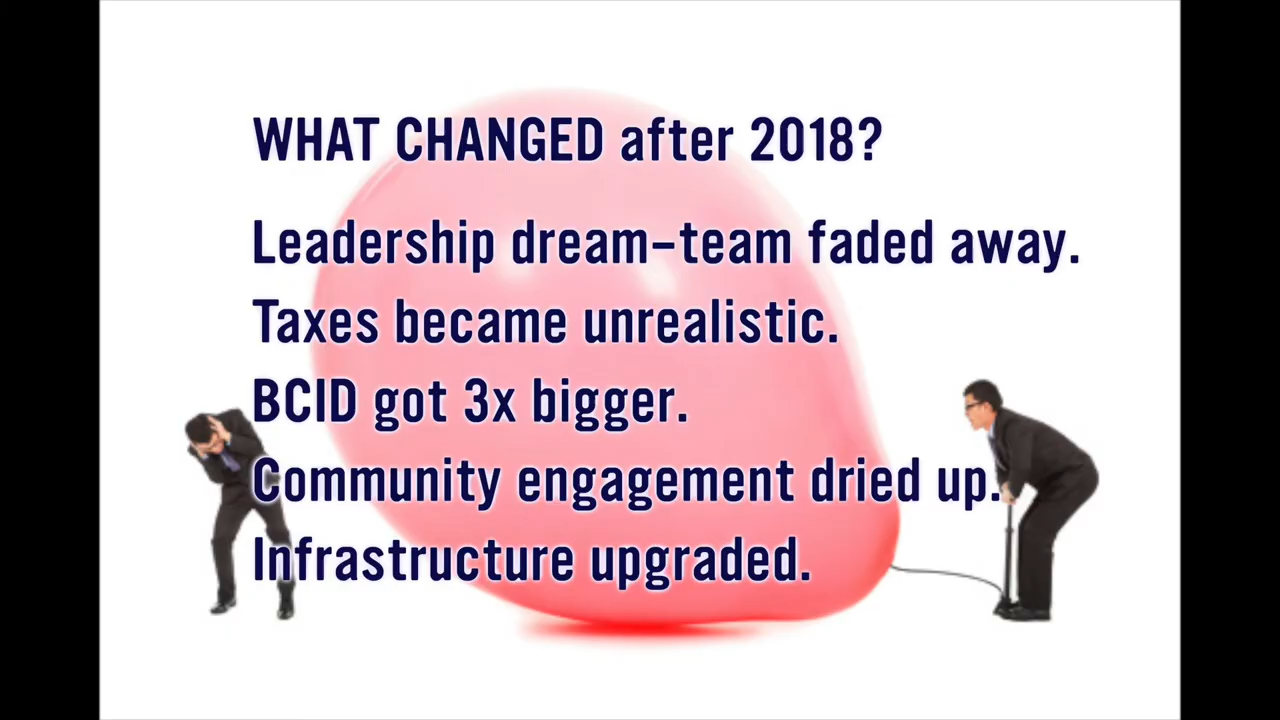 WHAT CHANGED after 2018?
Leadership dream-team faded away.
Taxes became unrealistic.
BCID got 3x bigger.
Community engagement dried up.
Infrastructure upgraded.